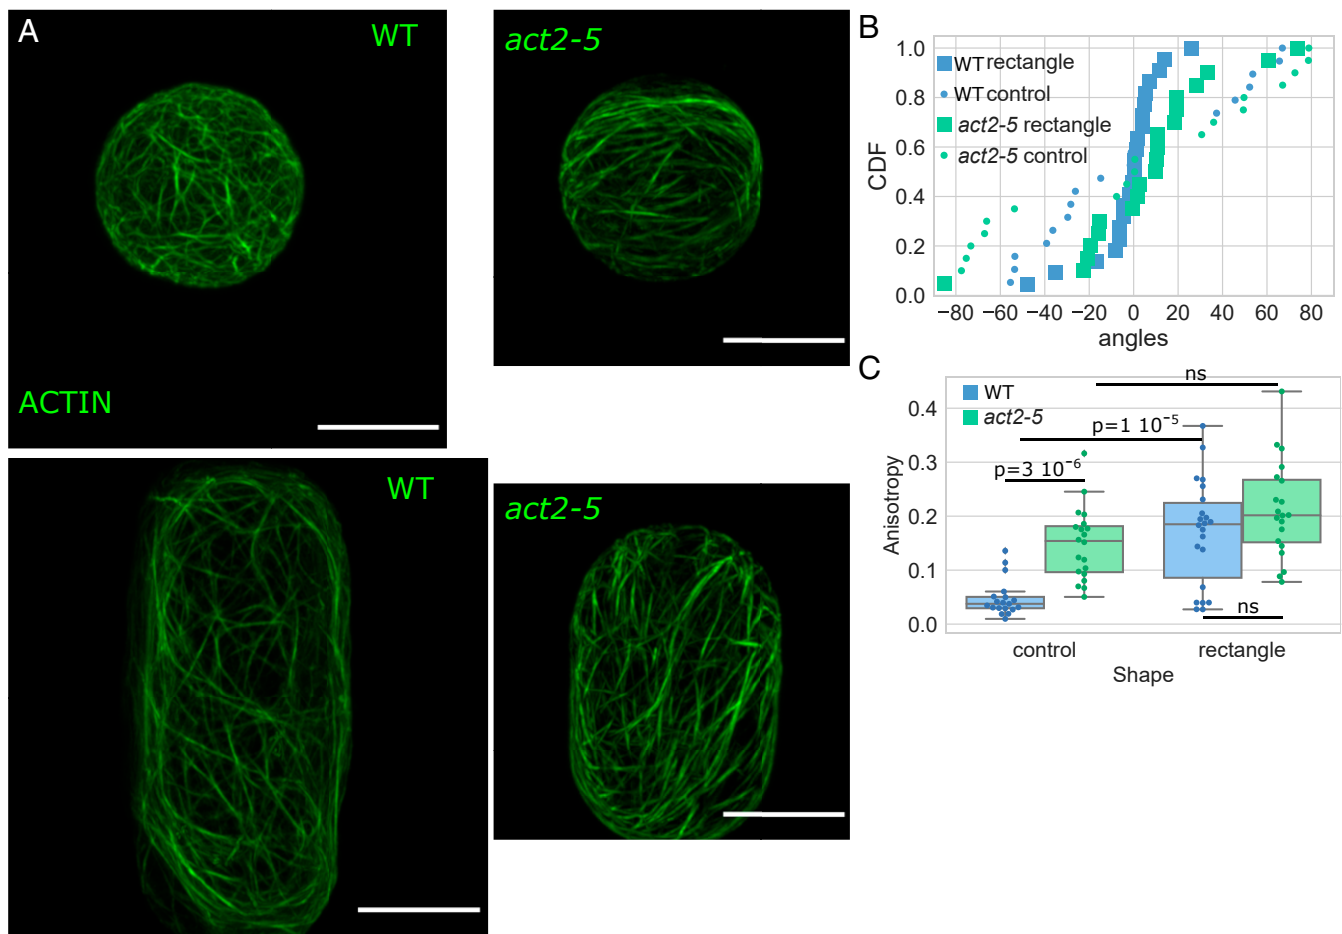 A
WT
act2-5
ACTIN
WT
act2-5
B
1.0
0.8
0.6
0.4
0.2
0.0
CDF
WT rectangle
WT control
act2-5 rectangle
act2-5 control
−80 −60 −40 −20 0 20 40 60 80
angles
C
WT
act2-5
ns
p=1 10⁻⁵
p=3 10⁻⁶
ns
0.4
0.3
0.2
0.1
0.0
Anisotropy
control rectangle
Shape